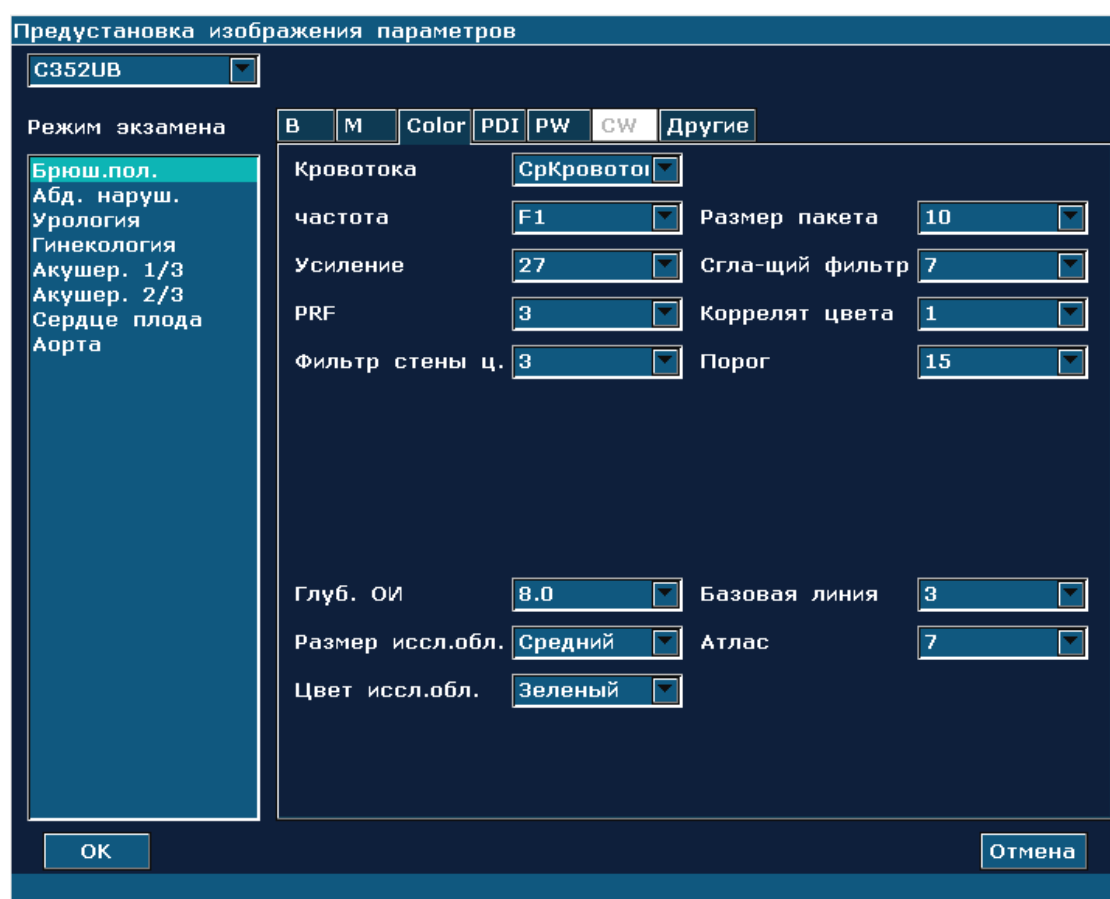 Предустановка изображения параметров
C352UB
Режим экзамена
B M Color PDI PW CW Другие
Брюш.пол.
Абд. наруш.
Урология
Гинекология
Акушер. 1/3
Акушер. 2/3
Сердце плода
Аорта
Кровотока СрКровото
частота F1 Размер пакета 10
Усиление 27 Сгла-щий фильтр 7
PRF 3 Коррелят цвета 1
Фильтр стены ц. 3 Порог 15
Глуб. ОИ 8.0 Базовая линия 3
Размер иссл.обл. Средний Атлас 7
Цвет иссл.обл. Зеленый
OK Отмена